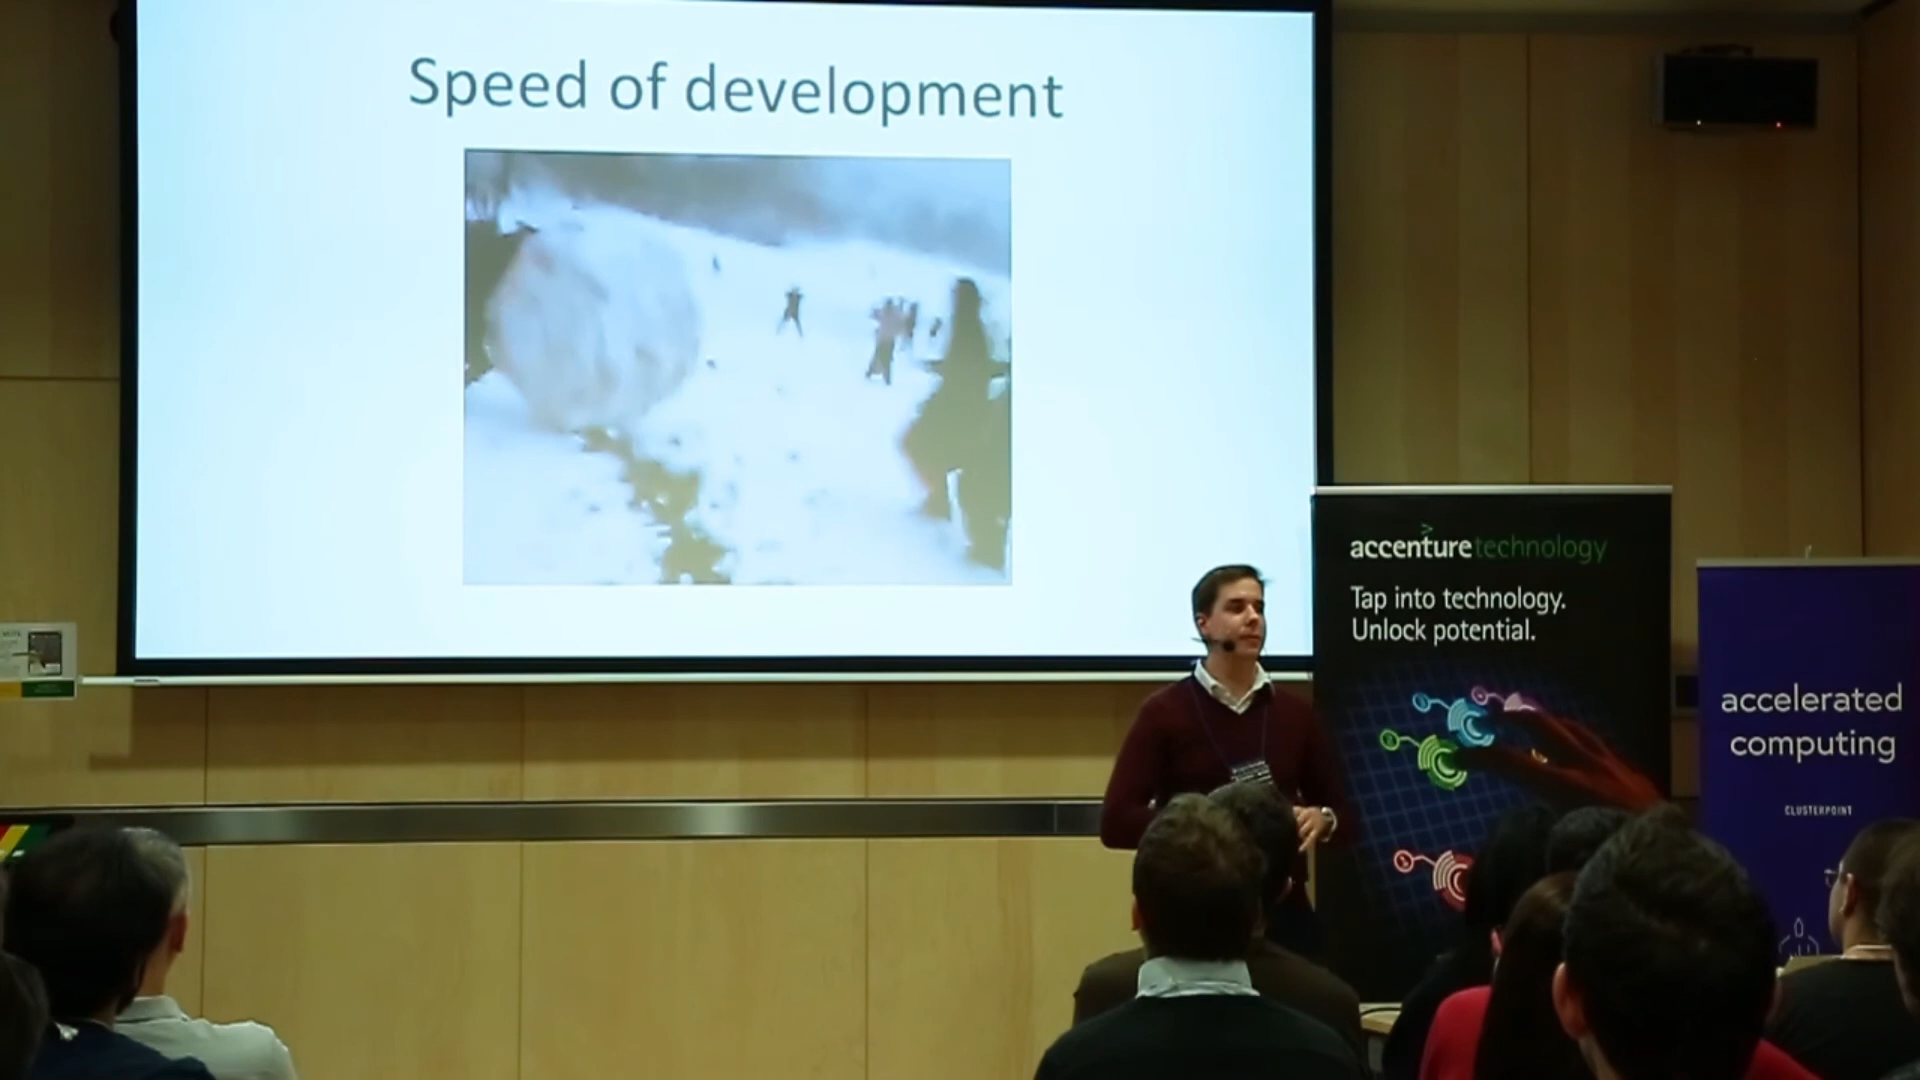 Speed of development
accenturetechnology
Tap into technology.
Unlock potential.
accelerated
computing
CLUSTERPOINT